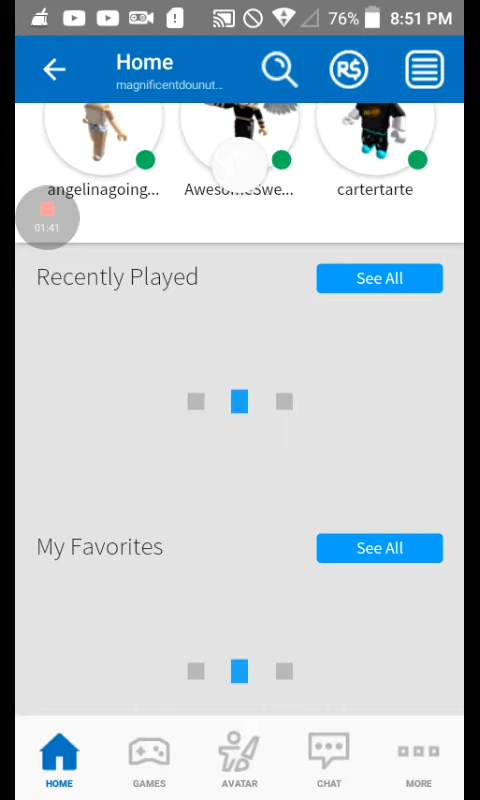 76% 8:51 PM
Home
magnificentdounut...
R$
angelinagoing... AwesomeSwe... cartertarte
01:41
Recently Played See All
My Favorites See All
HOME GAMES AVATAR CHAT MORE